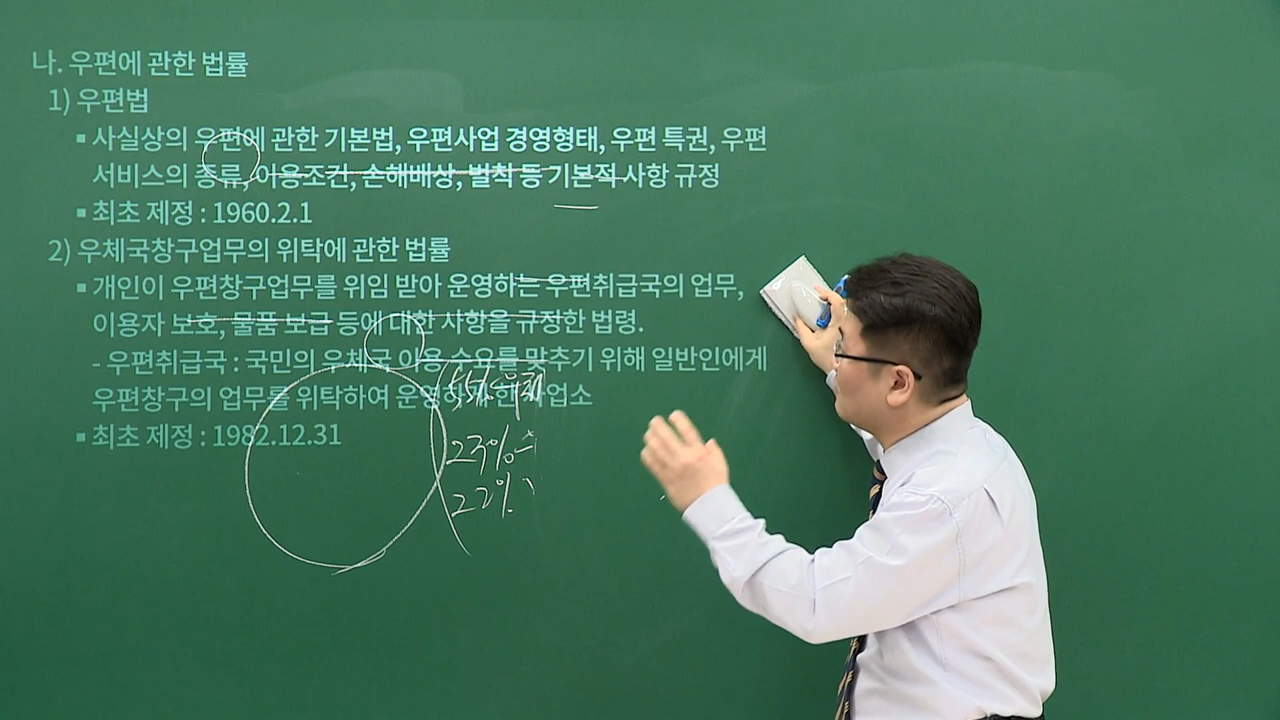 나. 우편에 관한 법률
1) 우편법
▪ 사실상의 우편에 관한 기본법, 우편사업 경영형태, 우편 특권, 우편
서비스의 종류, 이용조건, 손해배상, 벌칙 등 기본적 사항 규정
▪ 최초 제정 : 1960.2.1
2) 우체국창구업무의 위탁에 관한 법률
▪ 개인이 우편창구업무를 위임 받아 운영하는 우편취급국의 업무,
이용자 보호, 물품 보급 등에 대한 사항을 규정한 법령.
- 우편취급국 : 국민의 우체국 이용 수요를 맞추기 위해 일반인에게
우편창구의 업무를 위탁하여 운영하게 한 사업소
55%
▪ 최초 제정 : 1982.12.31
23%
22%